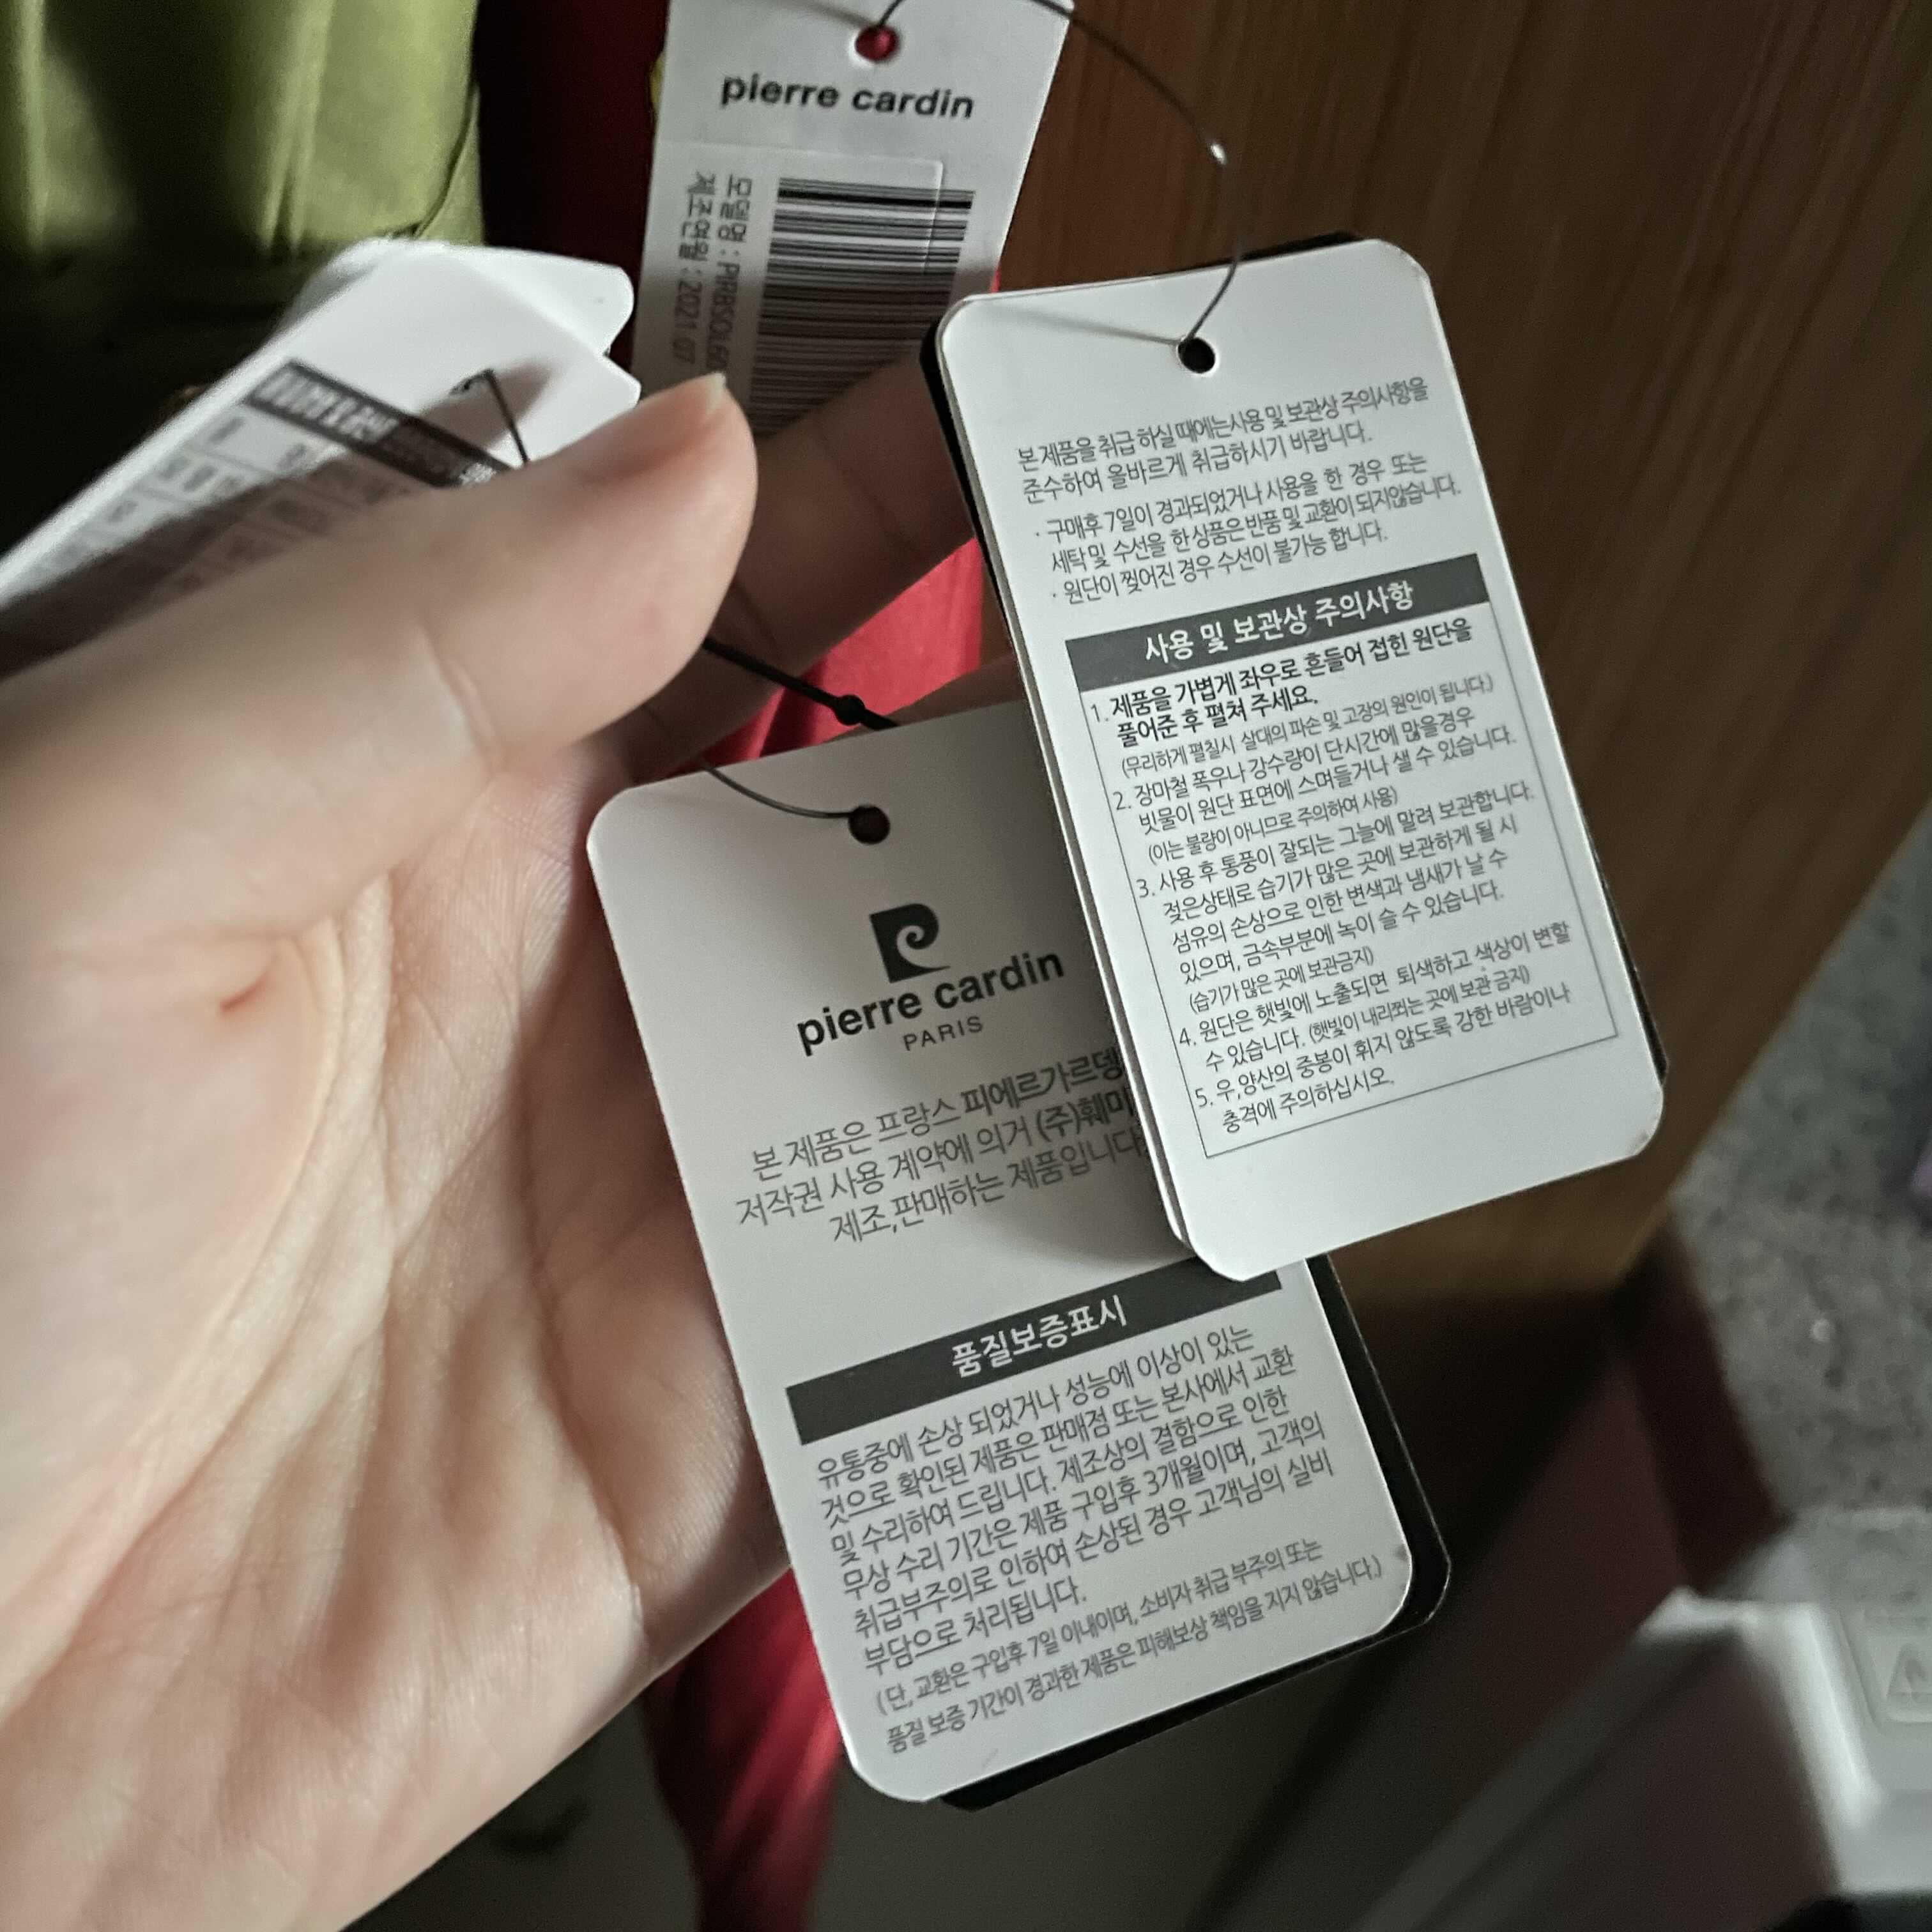 pierre cardin
모델명 : PRBSOL60
제조연월 : 2021 07
본 제품을 취급 하실 때에는사용 및 보관상 주의사항을
준수하여 올바르게 취급하시기 바랍니다.
· 구매후 7일이 경과되었거나 사용을 한 경우 또는
세탁및 수선을 한상품은반품 및 교환이 되지않습니다.
· 원단이 찢어진 경우 수선이 불가능 합니다.
사용 및 보관상 주의사항
1. 제품을 가볍게 좌우로 흔들어 접힌 원단을
풀어준 후 펼쳐 주세요.
(무리하게 펼칠시 살대의 파손 및 고장의 원인이 됩니다.)
2. 장마철 폭우나 강수량이 단시간에 많을경우
빗물이 원단 표면에 스며들거나 샐 수 있습니다.
(이는 불량이 아니므로 주의하여 사용)
3. 사용 후 통풍이 잘되는 그늘에 말려 보관합니다.
젖은상태로 습기가 많은 곳에 보관하게 될 시
섬유의 손상으로 인한 변색과 냄새가 날 수
있으며, 금속부분에 녹이 슬 수 있습니다.
(습기가 많은 곳에 보관금지)
4. 원단은 햇빛에 노출되면 퇴색하고 색상이 변할
수 있습니다. (햇빛이 내리쬐는 곳에 보관 금지)
5. 우,양산의 중봉이 휘지 않도록 강한 바람이나
충격에 주의하십시오.
pierre cardin
PARIS
본 제품은 프랑스 피에르가르뎅
저작권 사용 계약에 의거 (주)훼미
제조,판매하는 제품입니다.
품질보증표시
유통중에 손상 되었거나 성능에 이상이 있는
것으로 확인된 제품은 판매점 또는 본사에서 교환
및 수리하여 드립니다. 제조상의 결함으로 인한
무상 수리 기간은 제품 구입후 3개월이며, 고객의
취급부주의로 인하여 손상된 경우 고객님의 실비
부담으로 처리됩니다.
(단, 교환은 구입후 7일 이내이며, 소비자 취급 부주의 또는
품질 보증 기간이 경과한 제품은 피해보상 책임을 지지 않습니다.)